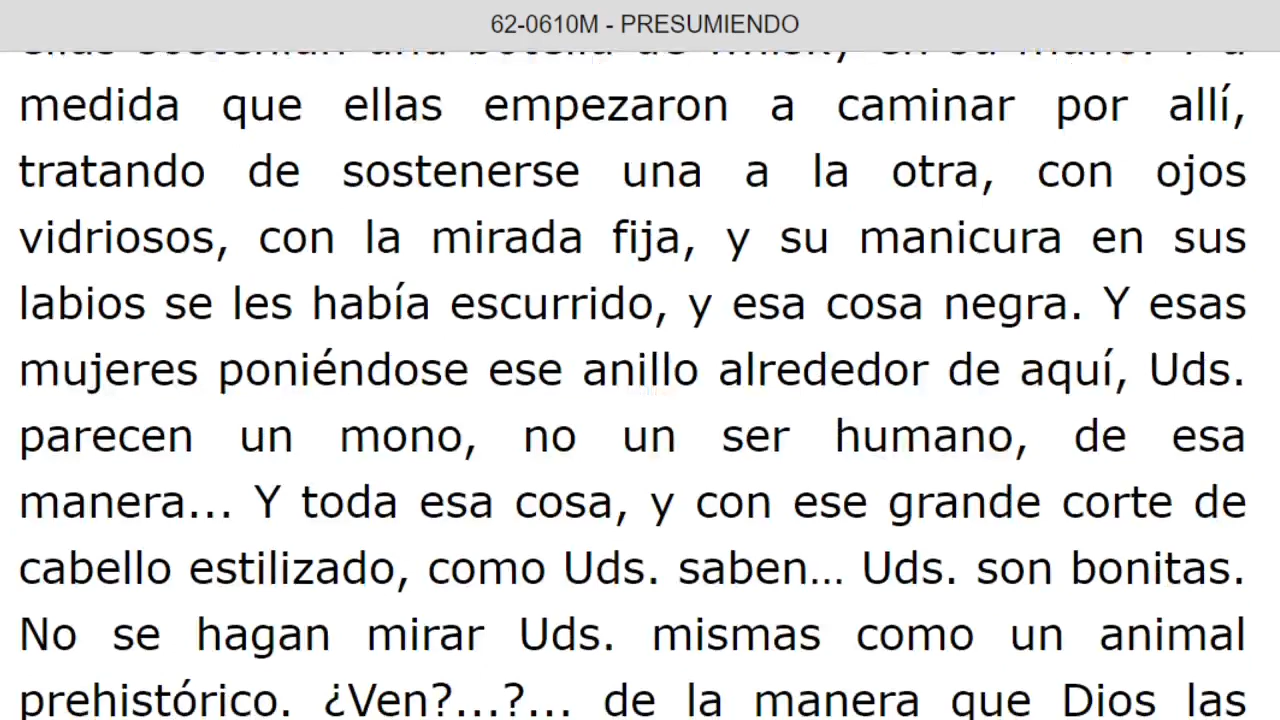 62-0610M - PRESUMIENDO
medida que ellas empezaron a caminar por allí,
tratando de sostenerse una a la otra, con ojos
vidriosos, con la mirada fija, y su manicura en sus
labios se les había escurrido, y esa cosa negra. Y esas
mujeres poniéndose ese anillo alrededor de aquí, Uds.
parecen un mono, no un ser humano, de esa
manera... Y toda esa cosa, y con ese grande corte de
cabello estilizado, como Uds. saben... Uds. son bonitas.
No se hagan mirar Uds. mismas como un animal
prehistórico. ¿Ven?...?... de la manera que Dios las